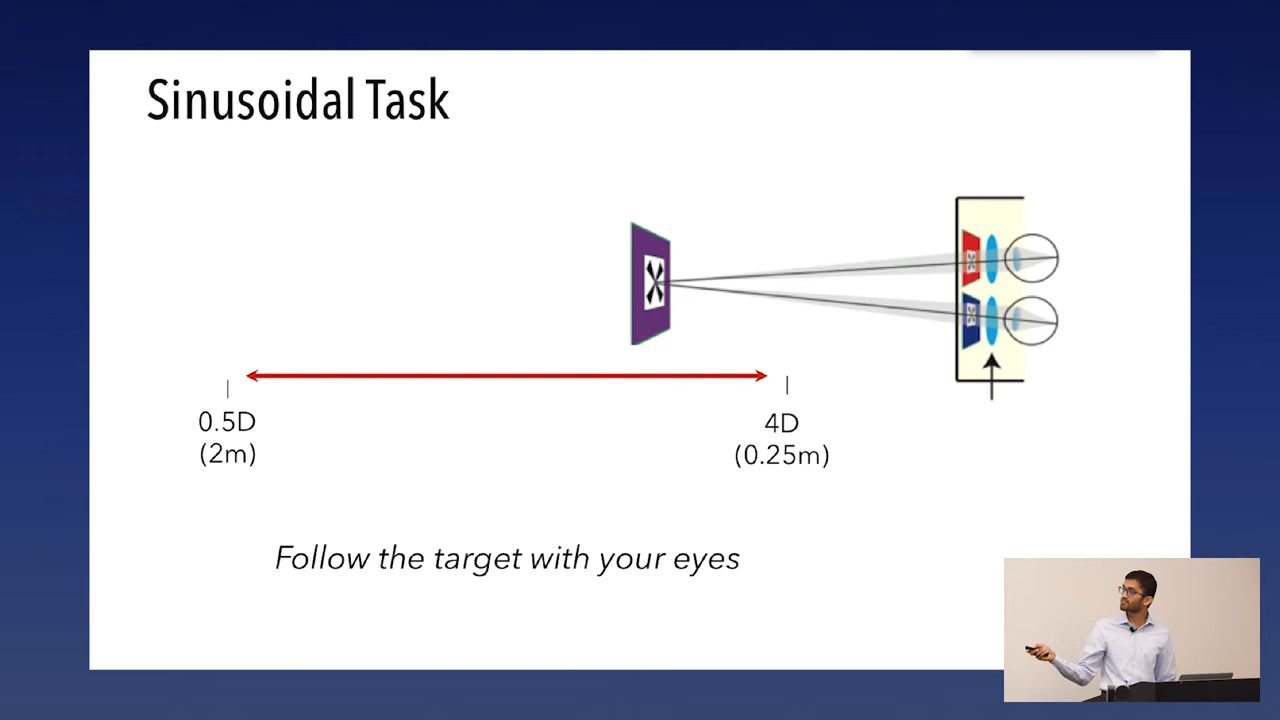 Sinusoidal Task
0.5D
(2m)
4D
(0.25m)
Follow the target with your eyes